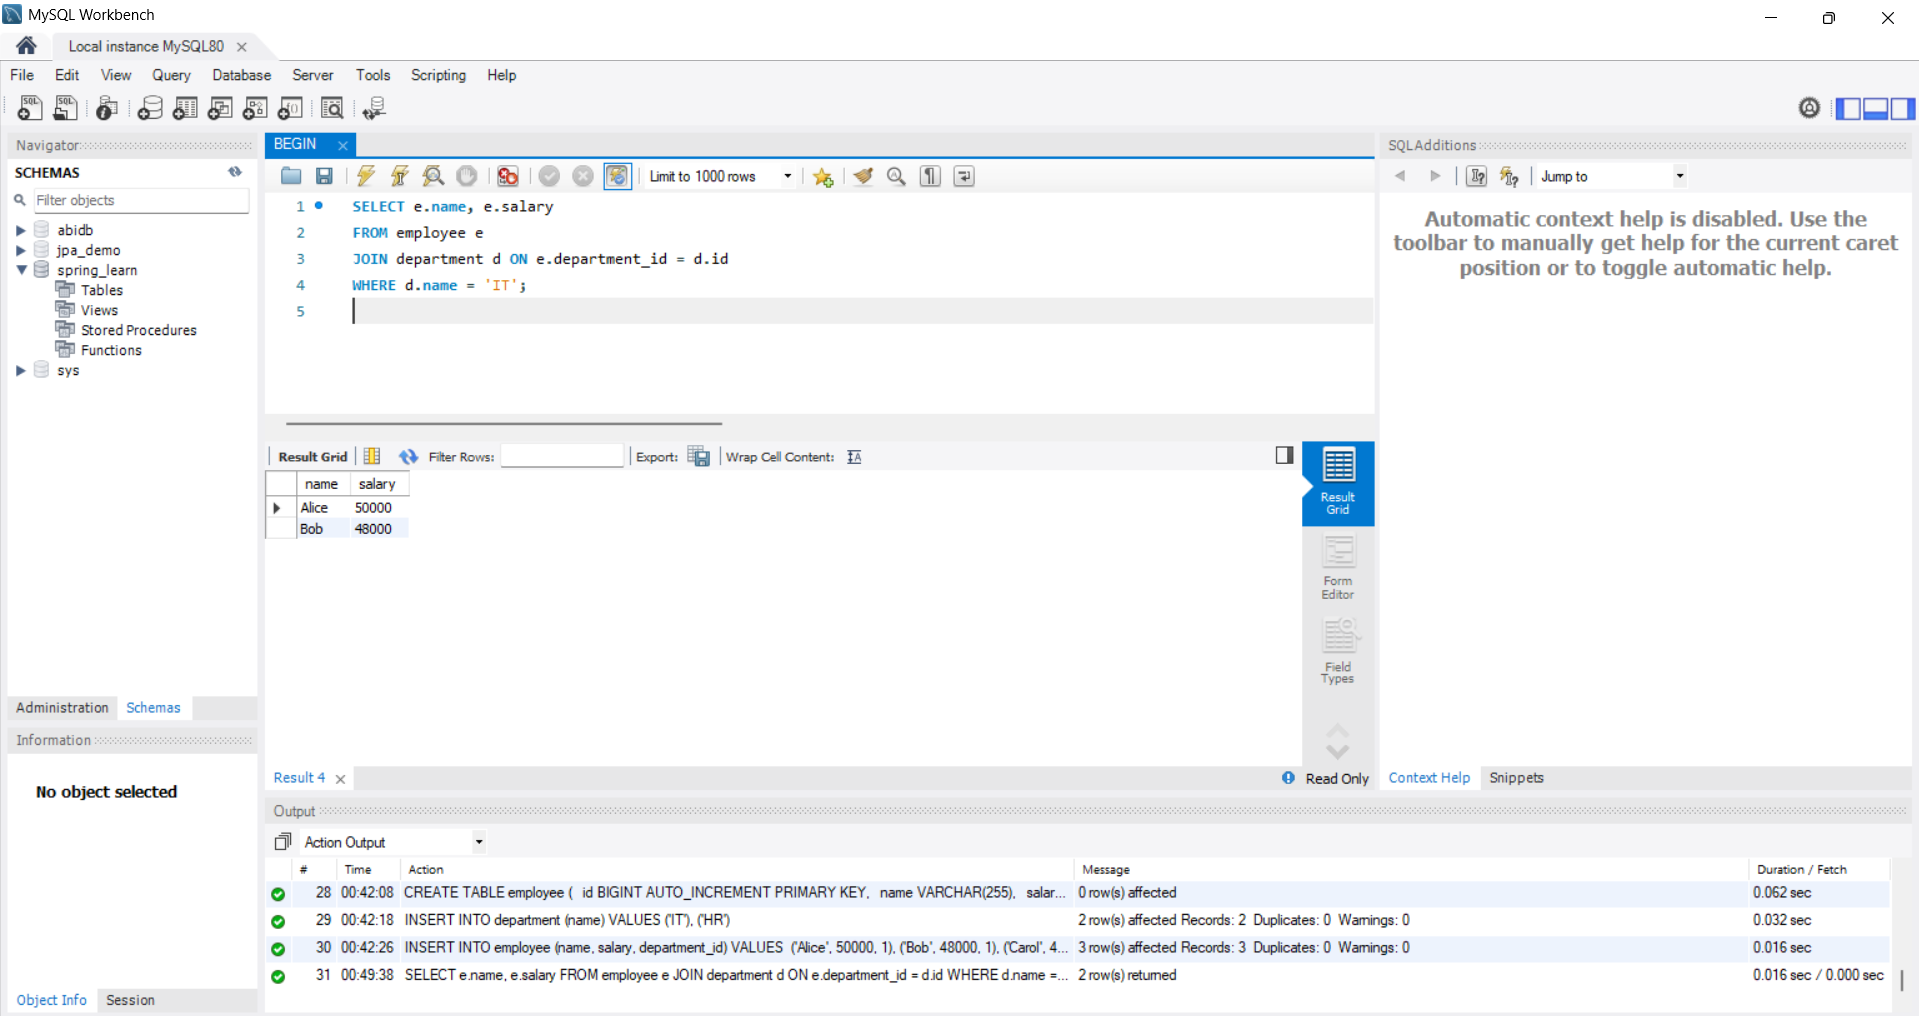 MySQL Workbench
Local instance MySQL80
File Edit View Query Database Server Tools Scripting Help
Navigator
SCHEMAS
Filter objects
abidb
jpa_demo
spring_learn
Tables
Views
Stored Procedures
Functions
sys
Administration Schemas
Information
No object selected
Object Info Session
BEGIN
Limit to 1000 rows
1 SELECT e.name, e.salary
2 FROM employee e
3 JOIN department d ON e.department_id = d.id
4 WHERE d.name = 'IT';
5
Result Grid Filter Rows: Export: Wrap Cell Content:
name salary
Alice 50000
Bob 48000
Result Grid
Form Editor
Field Types
Result 4 Read Only
SQLAdditions
Jump to
Automatic context help is disabled. Use the
toolbar to manually get help for the current caret
position or to toggle automatic help.
Context Help Snippets
Output
Action Output
# Time Action Message Duration / Fetch
28 00:42:08 CREATE TABLE employee ( id BIGINT AUTO_INCREMENT PRIMARY KEY, name VARCHAR(255), salar... 0 row(s) affected 0.062 sec
29 00:42:18 INSERT INTO department (name) VALUES ('IT'), ('HR') 2 row(s) affected Records: 2 Duplicates: 0 Warnings: 0 0.032 sec
30 00:42:26 INSERT INTO employee (name, salary, department_id) VALUES ('Alice', 50000, 1), ('Bob', 48000, 1), ('Carol', 4... 3 row(s) affected Records: 3 Duplicates: 0 Warnings: 0 0.016 sec
31 00:49:38 SELECT e.name, e.salary FROM employee e JOIN department d ON e.department_id = d.id WHERE d.name =... 2 row(s) returned 0.016 sec / 0.000 sec